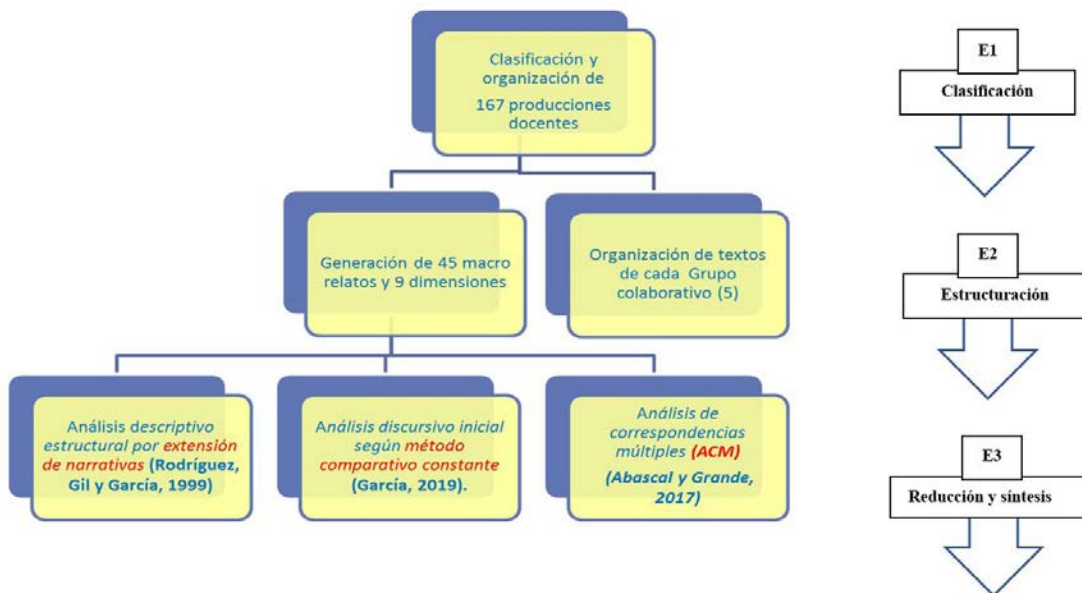 Clasificación y
organización de
167 producciones
docentes
E1
Clasificación
Generación de 45 macro
relatos y 9 dimensiones
Organización de textos
de cada Grupo
colaborativo (5)
E2
Estructuración
Análisis descriptivo
estructural por extensión
de narrativas (Rodríguez,
Gil y García, 1999)
Análisis discursivo inicial
según método
comparativo constante
(García, 2019).
Análisis de
correspondencias
múltiples (ACM)
(Abascal y Grande,
2017)
E3
Reducción y síntesis